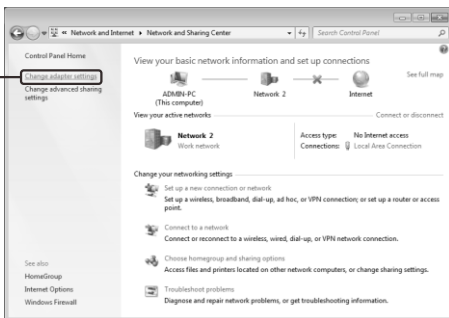 « Network and Internet ▸ Network and Sharing Center
Search Control Panel
Control Panel Home
Change adapter settings
Change advanced sharing
settings
See also
HomeGroup
Internet Options
Windows Firewall
View your basic network information and set up connections
See full map
ADMIN-PC
(This computer)
Network 2
Internet
View your active networks
Connect or disconnect
Network 2
Work network
Access type: No Internet access
Connections: Local Area Connection
Change your networking settings
Set up a new connection or network
Set up a wireless, broadband, dial-up, ad hoc, or VPN connection; or set up a router or access
point.
Connect to a network
Connect or reconnect to a wireless, wired, dial-up, or VPN network connection.
Choose homegroup and sharing options
Access files and printers located on other network computers, or change sharing settings.
Troubleshoot problems
Diagnose and repair network problems, or get troubleshooting information.